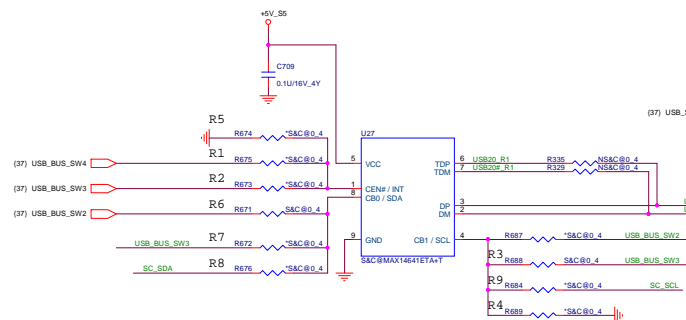 +5V_S5
C709
0.1U/16V_4Y
(37) USB_S
R5
R674 *S&C@0_4
U27
R1
(37) USB_BUS_SW4 R675 *S&C@0_4
5 VCC
TDP 6 USB20_R1 R335 NS&C@0_4
TDM 7 USB20#_R1 R329 NS&C@0_4
R2
(37) USB_BUS_SW3 R673 *S&C@0_4
1 CEN# / INT
8 CB0 / SDA
DP 3
DM 2
R6
(37) USB_BUS_SW2 R671 S&C@0_4
R7
USB_BUS_SW3 R672 *S&C@0_4
9 GND
CB1 / SCL 4
R687 *S&C@0_4 USB_BUS_SW2
S&C@MAX14641ETA+T
R3
R688 S&C@0_4 USB_BUS_SW3
R8
SC_SDA R676 *S&C@0_4
R9
R684 *S&C@0_4 SC_SCL
R4
R689 *S&C@0_4